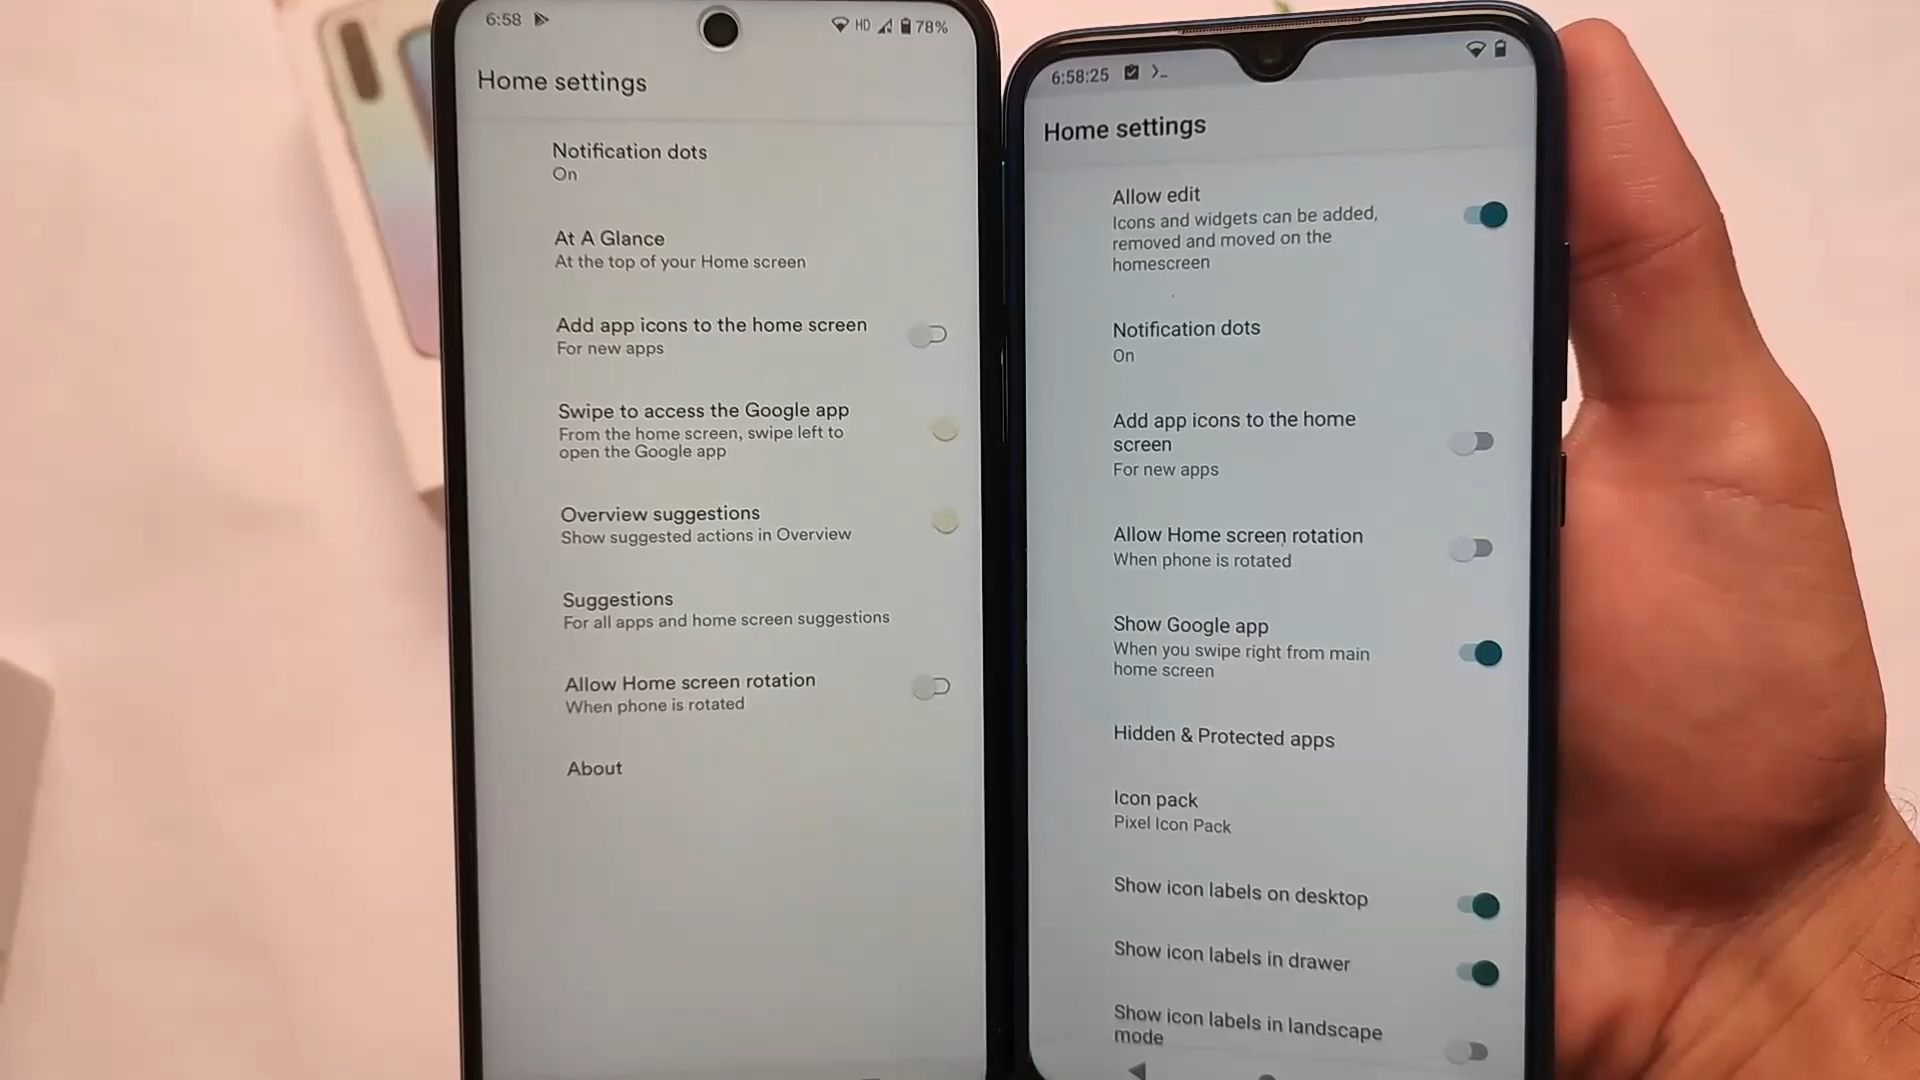 6:58
HD
78%
Home settings
Notification dots
On
At A Glance
At the top of your Home screen
Add app icons to the home screen
For new apps
Swipe to access the Google app
From the home screen, swipe left to
open the Google app
Overview suggestions
Show suggested actions in Overview
Suggestions
For all apps and home screen suggestions
Allow Home screen rotation
When phone is rotated
About
6:58:25
Home settings
Allow edit
Icons and widgets can be added,
removed and moved on the
homescreen
Notification dots
On
Add app icons to the home
screen
For new apps
Allow Home screen rotation
When phone is rotated
Show Google app
When you swipe right from main
home screen
Hidden & Protected apps
Icon pack
Pixel Icon Pack
Show icon labels on desktop
Show icon labels in drawer
Show icon labels in landscape
mode